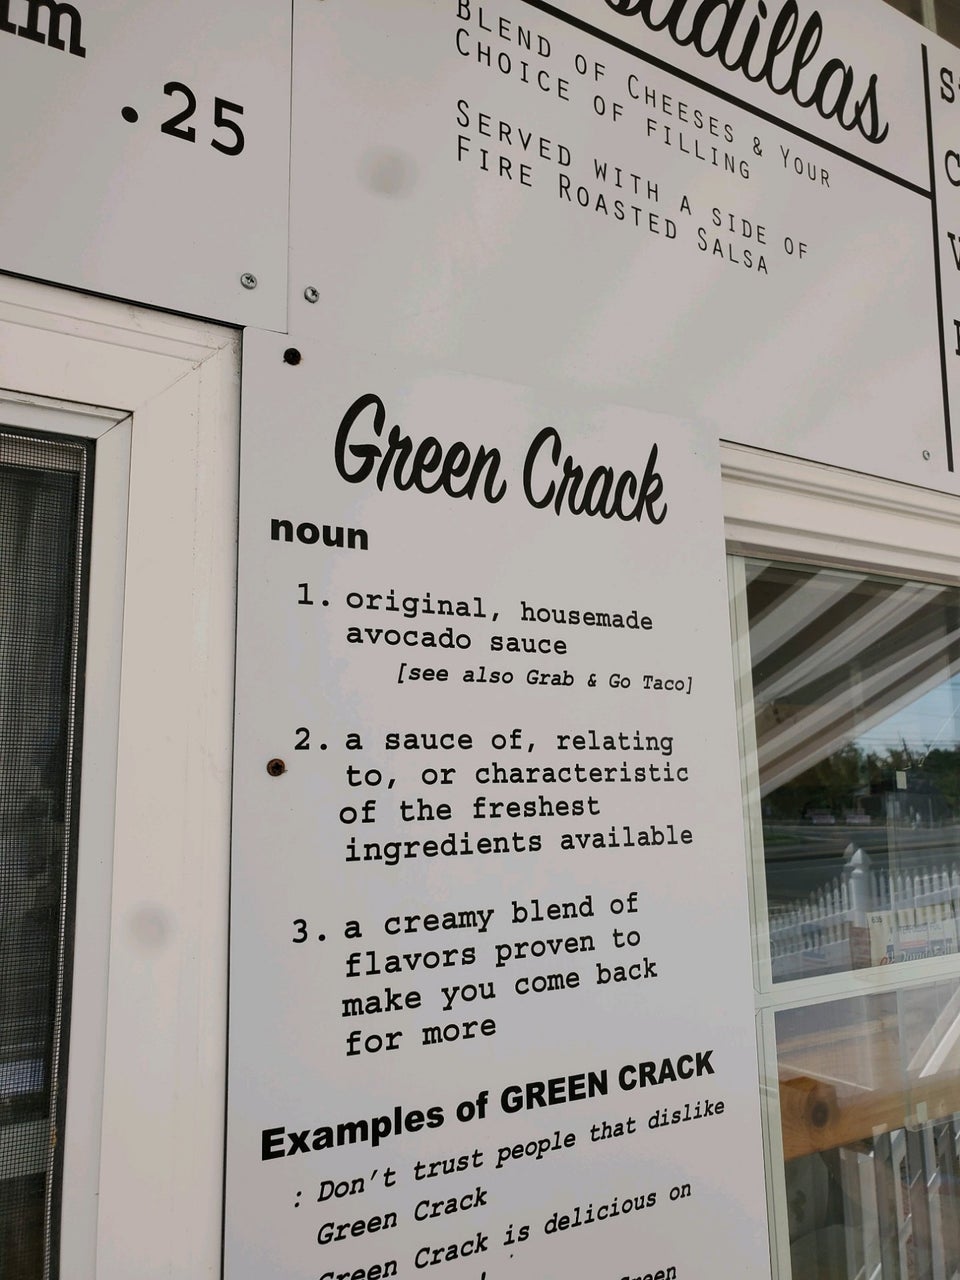 .25
BLEND OF CHEESES & YOUR
CHOICE OF FILLING
SERVED WITH A SIDE OF
FIRE ROASTED SALSA
Green Crack
noun
1. original, housemade
avocado sauce
[see also Grab & Go Taco]
2. a sauce of, relating
to, or characteristic
of the freshest
ingredients available
3. a creamy blend of
flavors proven to
make you come back
for more
Examples of GREEN CRACK
: Don't trust people that dislike
Green Crack
Green Crack is delicious on
Green